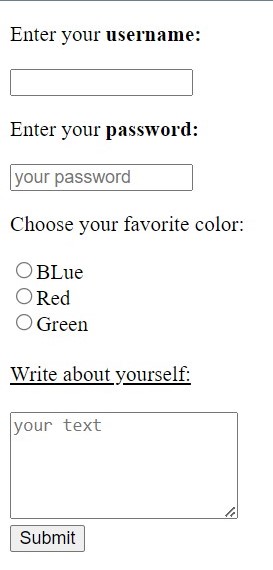 Enter your username:
Enter your password:
your password
Choose your favorite color:
BLue
Red
Green
Write about yourself:
your text
Submit